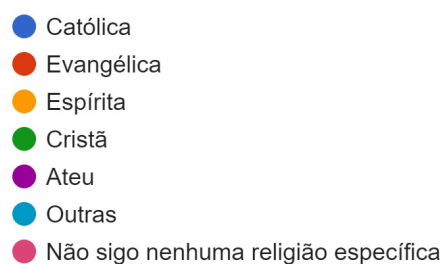 Católica
Evangélica
Espírita
Cristã
Ateu
Outras
Não sigo nenhuma religião específica